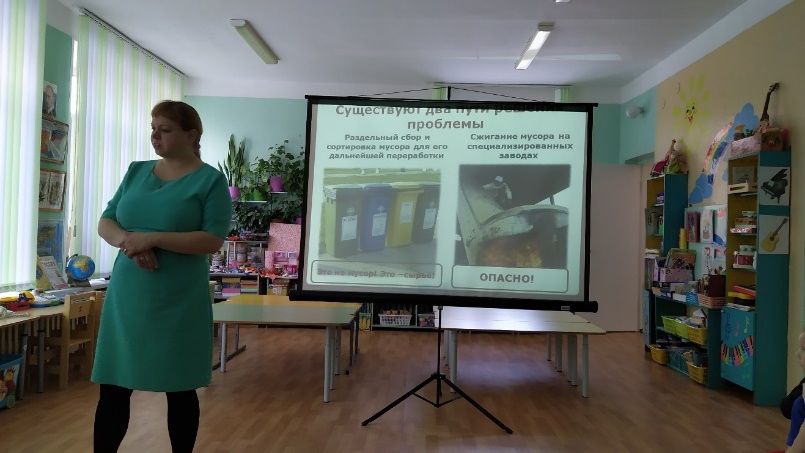 Существуют два пути решения
проблемы
Раздельный сбор и
сортировка мусора для его
дальнейшей переработки
Сжигание мусора на
специализированных
заводах
Это не мусор! Это –сырьё!
ОПАСНО!